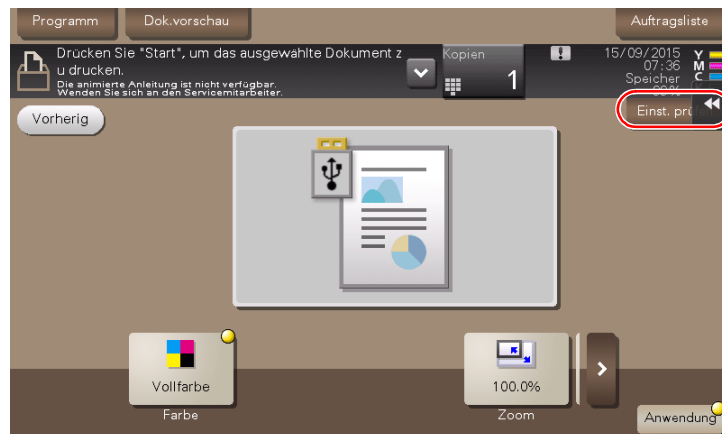 Programm
Dok.vorschau
Auftragsliste
Drücken Sie "Start", um das ausgewählte Dokument z
u drucken.
Die animierte Anleitung ist nicht verfügbar.
Wenden Sie sich an den Servicemitarbeiter.
Kopien
1
15/09/2015
07:36
Speicher
Y
M
C
Einst.
Vorherig
Vollfarbe
Farbe
100.0%
Zoom
Anwendung